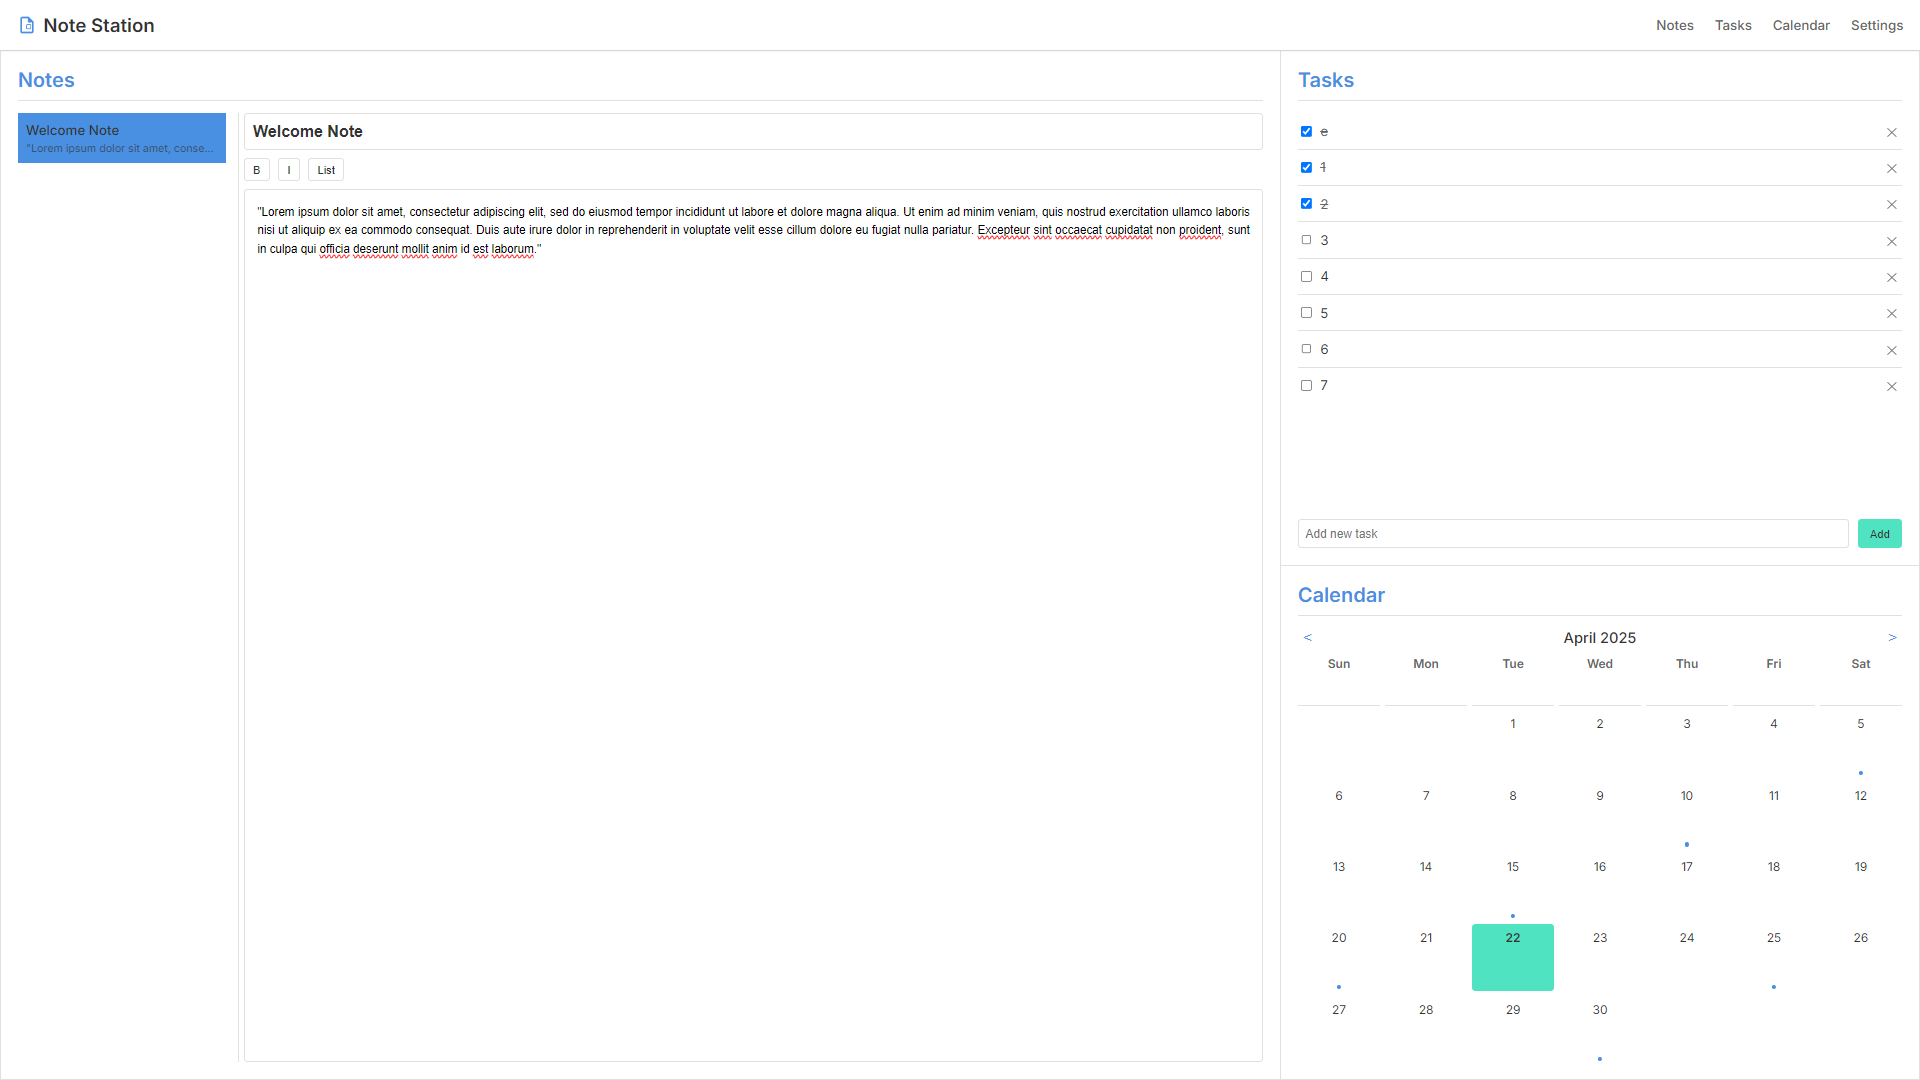 Note Station
Notes Tasks Calendar Settings
Notes
Welcome Note
"Lorem ipsum dolor sit amet, conse...
Welcome Note
B I List
"Lorem ipsum dolor sit amet, consectetur adipiscing elit, sed do eiusmod tempor incididunt ut labore et dolore magna aliqua. Ut enim ad minim veniam, quis nostrud exercitation ullamco laboris
nisi ut aliquip ex ea commodo consequat. Duis aute irure dolor in reprehenderit in voluptate velit esse cillum dolore eu fugiat nulla pariatur. Excepteur sint occaecat cupidatat non proident, sunt
in culpa qui officia deserunt mollit anim id est laborum."
Tasks
e
1
2
3
4
5
6
7
Add new task Add
Calendar
< April 2025 >
Sun Mon Tue Wed Thu Fri Sat
1 2 3 4 5
6 7 8 9 10 11 12
13 14 15 16 17 18 19
20 21 22 23 24 25 26
27 28 29 30